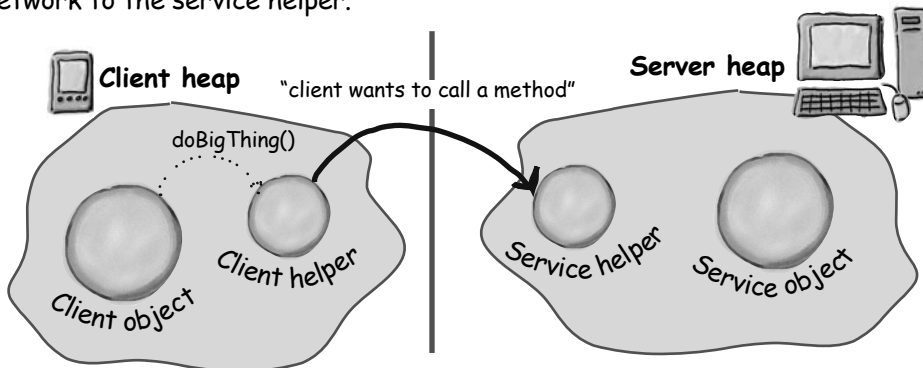 network to the service helper.
Client heap
Server heap
“client wants to call a method”
doBigThing()
Client helper
Client object
Service helper
Service object